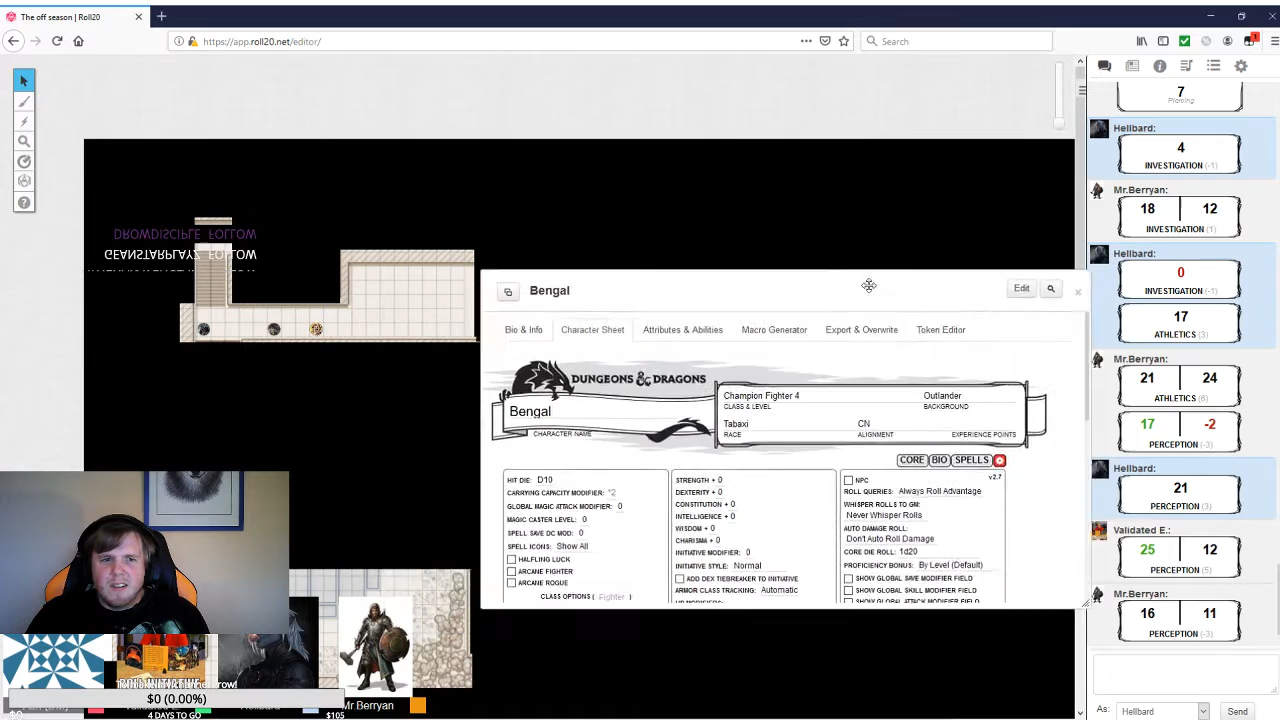 The off season | Roll20
https://app.roll20.net/editor/
Search
1
7
Piercing
Hellbard:
4
INVESTIGATION (-1)
Mr.Berryan:
18 12
INVESTIGATION (1)
Hellbard:
0
INVESTIGATION (-1)
17
ATHLETICS (3)
Mr.Berryan:
21 24
ATHLETICS (6)
17 -2
PERCEPTION (-3)
Hellbard:
21
PERCEPTION (3)
Validated E.:
25 12
PERCEPTION (5)
Mr.Berryan:
16 11
PERCEPTION (-3)
As: Hellbard Send
DROWDISCIPLE FOLLOW
GEANSTARPLAYZ FOLLOW
Bengal
Edit
Bio & Info Character Sheet Attributes & Abilities Macro Generator Export & Overwrite Token Editor
DUNGEONS & DRAGONS
Bengal
CHARACTER NAME
Champion Fighter 4 Outlander
CLASS & LEVEL BACKGROUND
Tabaxi CN
RACE ALIGNMENT EXPERIENCE POINTS
CORE BIO SPELLS
HIT DIE: D10
CARRYING CAPACITY MODIFIER: *2
GLOBAL MAGIC ATTACK MODIFIER: 0
MAGIC CASTER LEVEL: 0
SPELL SAVE DC MOD: 0
SPELL ICONS: Show All
HALFLING LUCK
ARCANE FIGHTER
ARCANE ROGUE
CLASS OPTIONS ( Fighter )
STRENGTH + 0
DEXTERITY + 0
CONSTITUTION + 0
INTELLIGENCE + 0
WISDOM + 0
CHARISMA + 0
INITIATIVE MODIFIER: 0
INITIATIVE STYLE: Normal
ADD DEX TIEBREAKER TO INITIATIVE
ARMOR CLASS TRACKING: Automatic
NPC v2.7
ROLL QUERIES: Always Roll Advantage
WHISPER ROLLS TO GM:
Never Whisper Rolls
AUTO DAMAGE ROLL:
Don't Auto Roll Damage
CORE DIE ROLL: 1d20
PROFICIENCY BONUS: By Level (Default)
SHOW GLOBAL SAVE MODIFIER FIELD
SHOW GLOBAL SKILL MODIFIER FIELD
$0 (0.00%)
Mr.Berryan
$0 4 DAYS TO GO $105